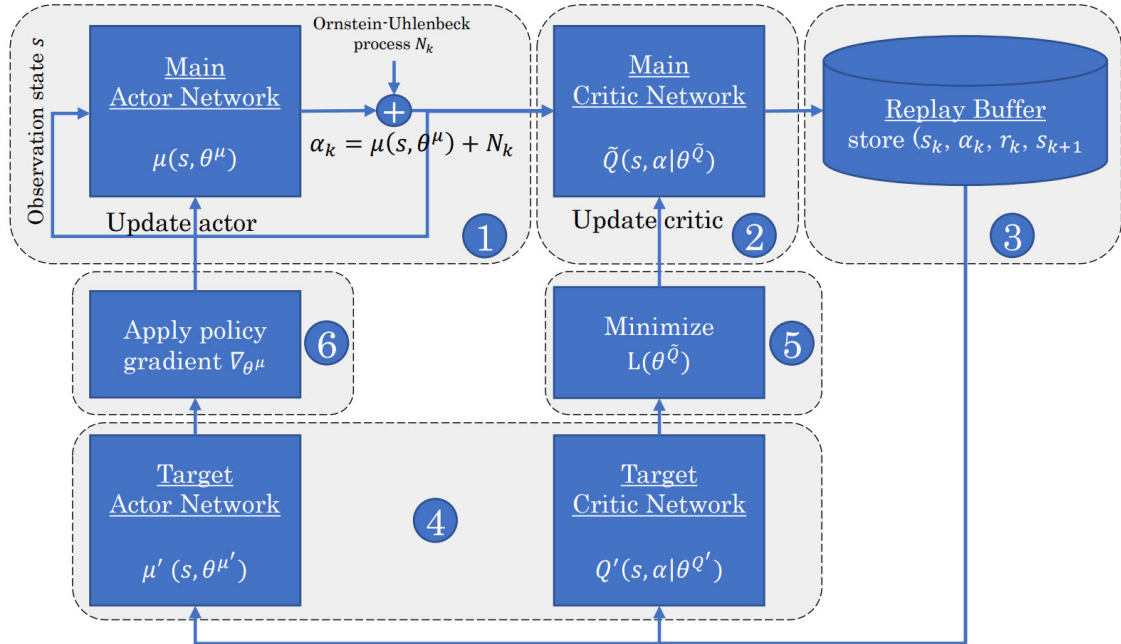 Observation state s
Main
Actor Network
μ(s, θ^μ)
Ornstein-Uhlenbeck
process N_k
+
α_k = μ(s, θ^μ) + N_k
Update actor
1
Main
Critic Network
Q̃(s, α|θ^Q̃)
Update critic
2
Replay Buffer
store (s_k, α_k, r_k, s_{k+1}
3
Apply policy
gradient ∇_{θ^μ}
6
Minimize
L(θ^Q̃)
5
Target
Actor Network
μ′ (s, θ^{μ′})
4
Target
Critic Network
Q′(s, α|θ^{Q′})